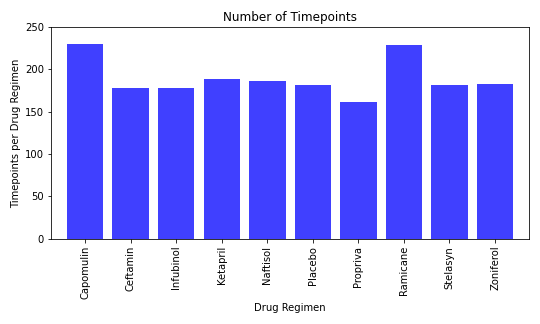 Number of Timepoints
Timepoints per Drug Regimen
250
200
150
100
50
0
Capomulin
Ceftamin
Infubinol
Ketapril
Naftisol
Placebo
Propriva
Ramicane
Stelasyn
Zoniferol
Drug Regimen